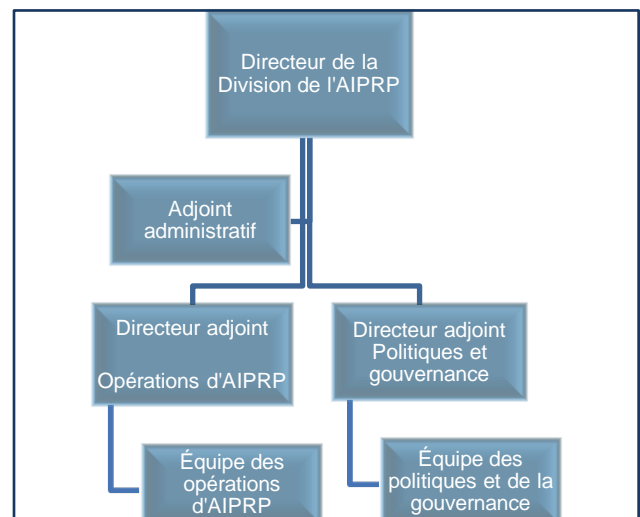 Directeur de la
Division de l'AIPRP
Adjoint
administratif
Directeur adjoint
Opérations d'AIPRP
Directeur adjoint
Politiques et
gouvernance
Équipe des
opérations
d'AIPRP
Équipe des
politiques et de la
gouvernance